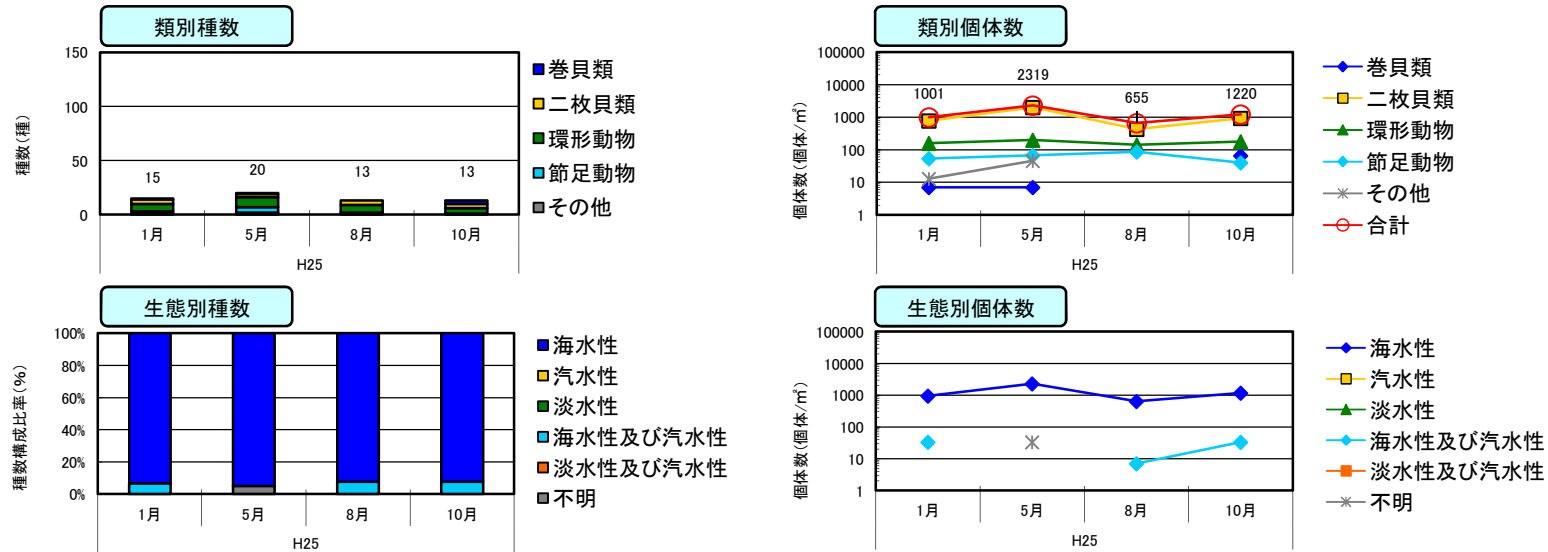 類別種数
種数(種)
150
100
50
0
15
20
13
13
1月
5月
8月
10月
H25
巻貝類
二枚貝類
環形動物
節足動物
その他
類別個体数
個体数(個体/㎡)
100000
10000
1000
100
10
1
1001
2319
655
1220
1月
5月
8月
10月
H25
巻貝類
二枚貝類
環形動物
節足動物
その他
合計
生態別種数
種数構成比率(%)
100%
80%
60%
40%
20%
0%
1月
5月
8月
10月
H25
海水性
汽水性
淡水性
海水性及び汽水性
淡水性及び汽水性
不明
生態別個体数
個体数(個体/㎡)
100000
10000
1000
100
10
1
1月
5月
8月
10月
H25
海水性
汽水性
淡水性
海水性及び汽水性
淡水性及び汽水性
不明